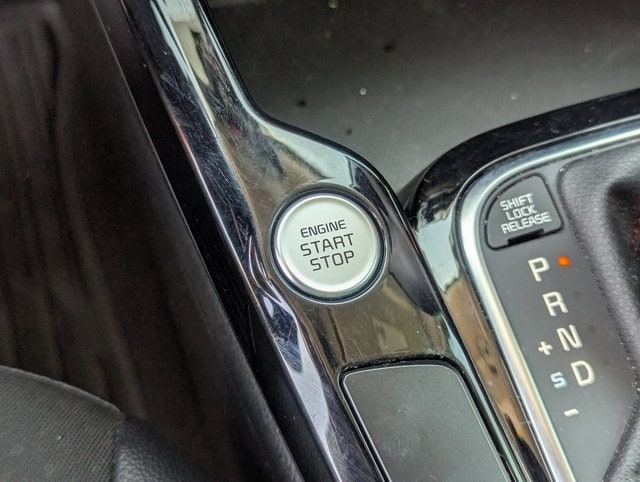 ENGINE
START
STOP
SHIFT
LOCK
RELEASE
P
R
+ N
S D
-